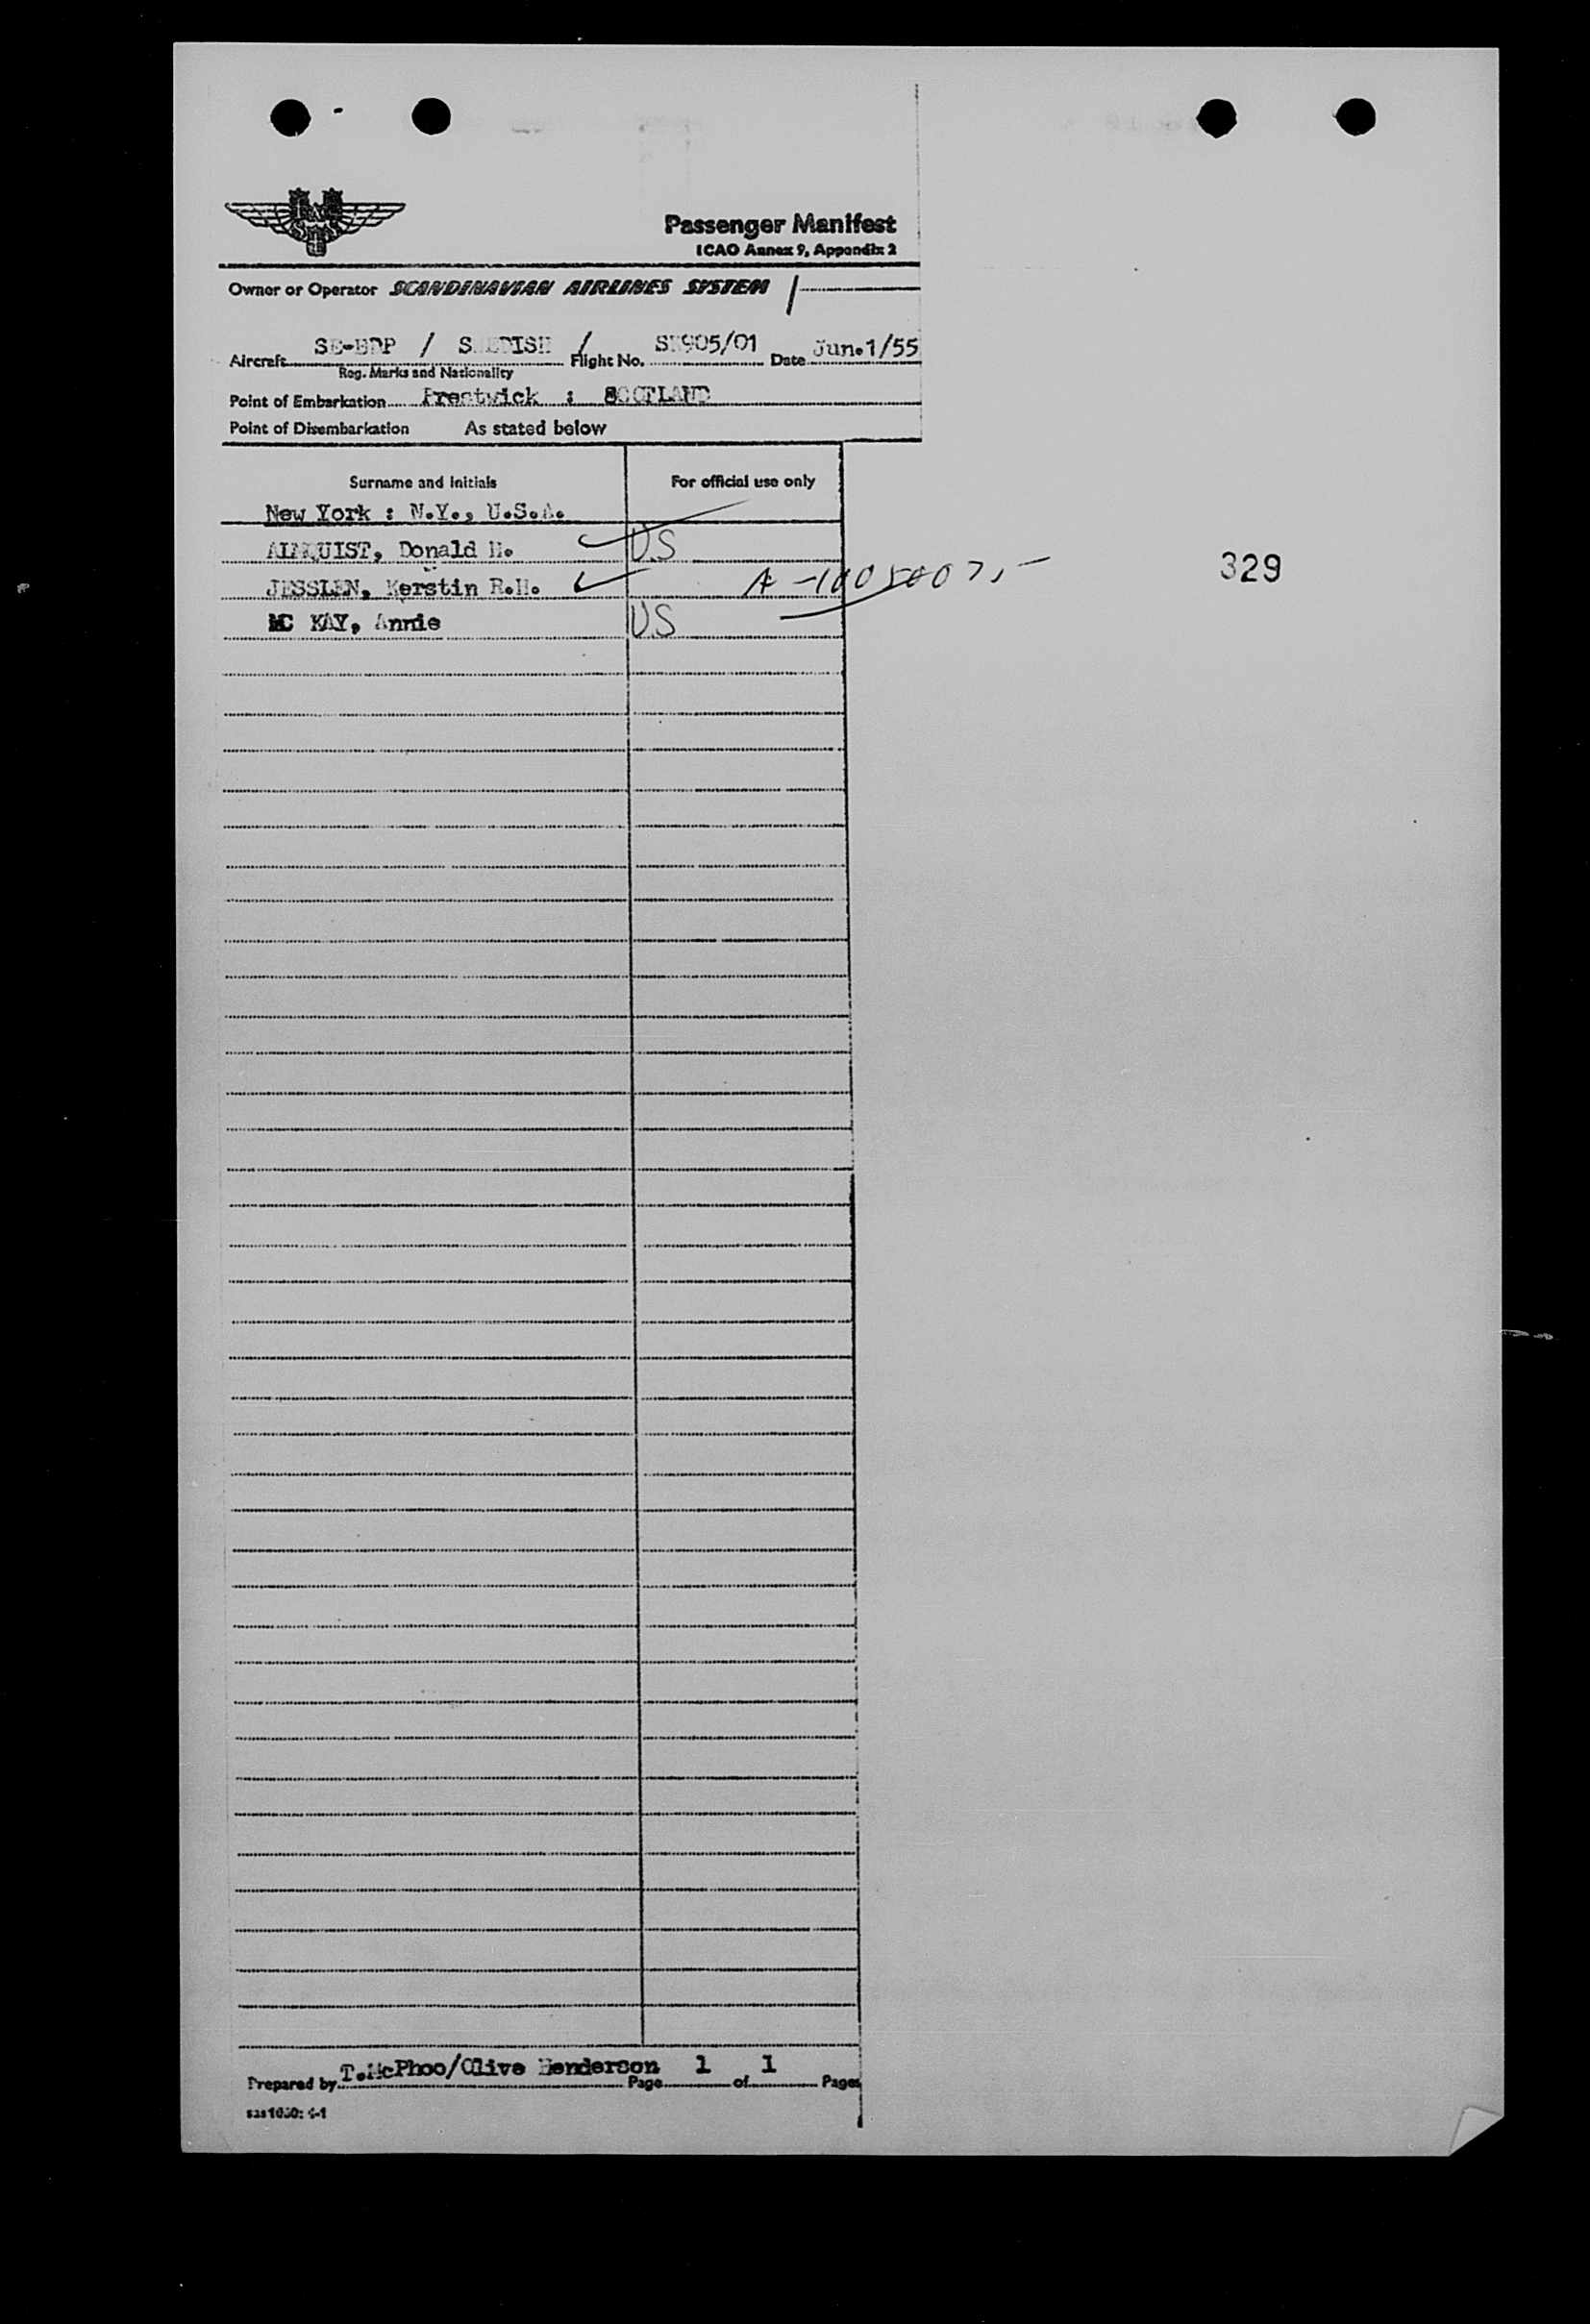 Passenger Manifest
ICAO Annex 9, Appendix 2
Owner or Operator SCANDINAVIAN AIRLINES SYSTEM /
Aircraft / SWEDISH / Flight No. SK905/01 Date Jun.1/55
Reg. Marks and Nationality
Point of Embarkation Prestwick : SCOTLAND
Point of Disembarkation As stated below
Surname and Initials For official use only
New York : N.Y., U.S.A.
ALMQUIST, Donald H. US
JESSLEN, Kerstin R.H. A-
329
MC KAY, Annie US
Prepared by T.McPhoo/Olive Henderson Page 1 of 1 Pages